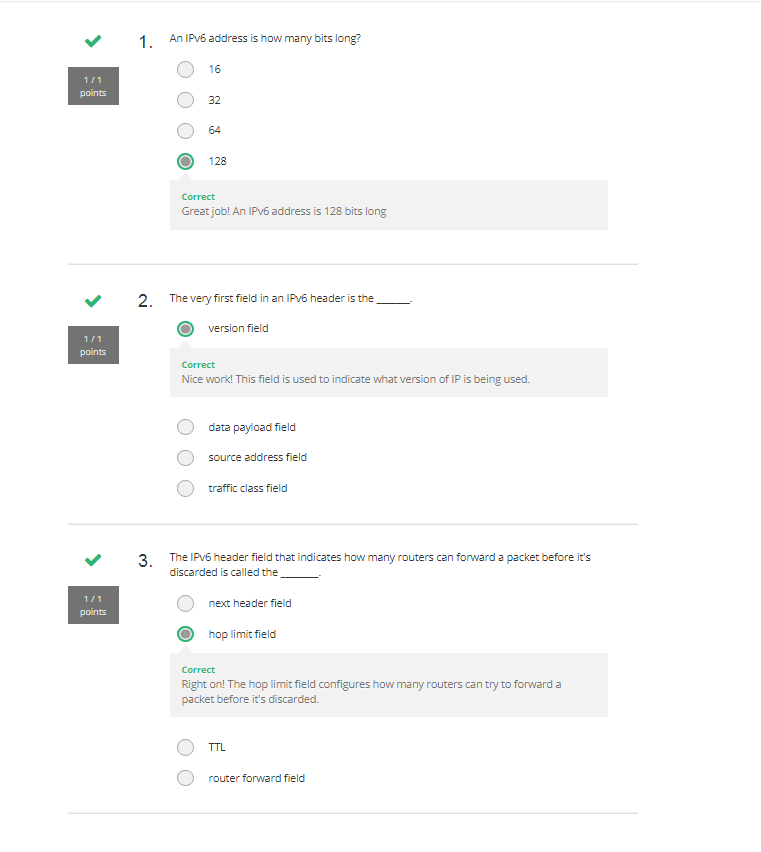 1. An IPv6 address is how many bits long?
1 / 1
points
16
32
64
128
Correct
Great job! An IPv6 address is 128 bits long
2. The very first field in an IPv6 header is the ______.
1 / 1
points
version field
Correct
Nice work! This field is used to indicate what version of IP is being used.
data payload field
source address field
traffic class field
3. The IPv6 header field that indicates how many routers can forward a packet before it's
discarded is called the _______.
1 / 1
points
next header field
hop limit field
Correct
Right on! The hop limit field configures how many routers can try to forward a
packet before it's discarded.
TTL
router forward field